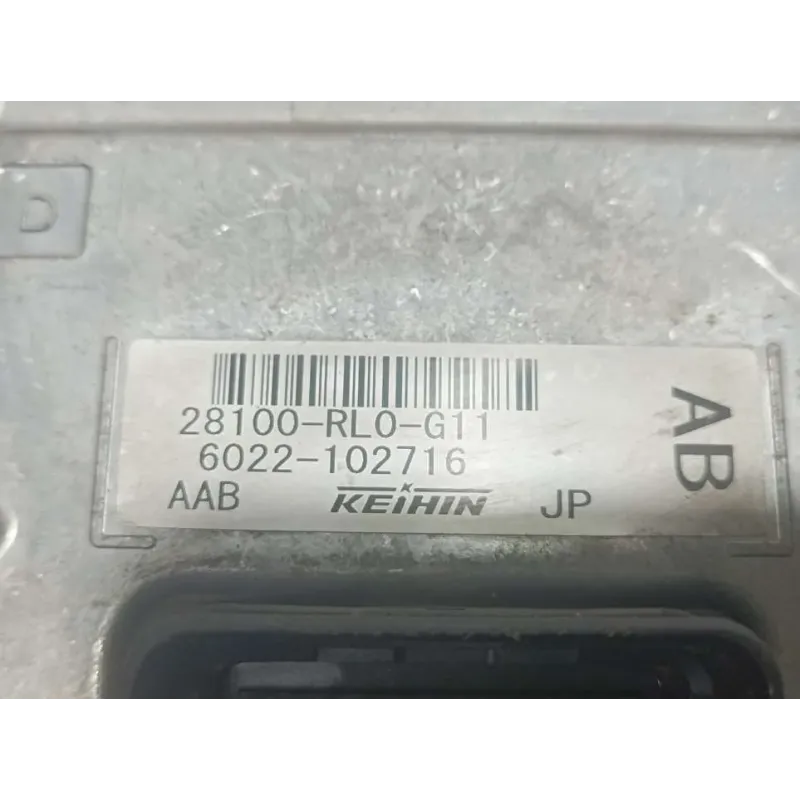 D
28100-RL0-G11
6022-102716
AAB KEIHIN JP
AB